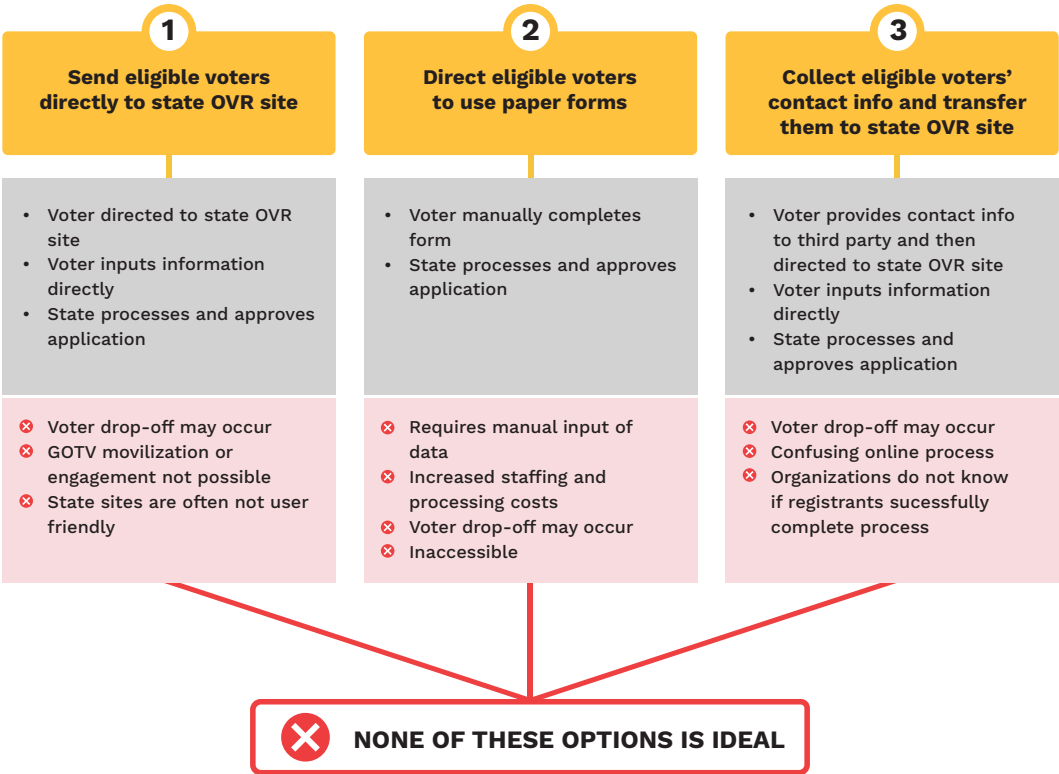 1
Send eligible voters
directly to state OVR site
• Voter directed to state OVR
site
• Voter inputs information
directly
• State processes and approves
application
Voter drop-off may occur
GOTV movilization or
engagement not possible
State sites are often not user
friendly
2
Direct eligible voters
to use paper forms
• Voter manually completes
form
• State processes and approves
application
Requires manual input of
data
Increased staffing and
processing costs
Voter drop-off may occur
Inaccessible
3
Collect eligible voters’
contact info and transfer
them to state OVR site
• Voter provides contact info
to third party and then
directed to state OVR site
• Voter inputs information
directly
• State processes and
approves application
Voter drop-off may occur
Confusing online process
Organizations do not know
if registrants sucessfully
complete process
NONE OF THESE OPTIONS IS IDEAL